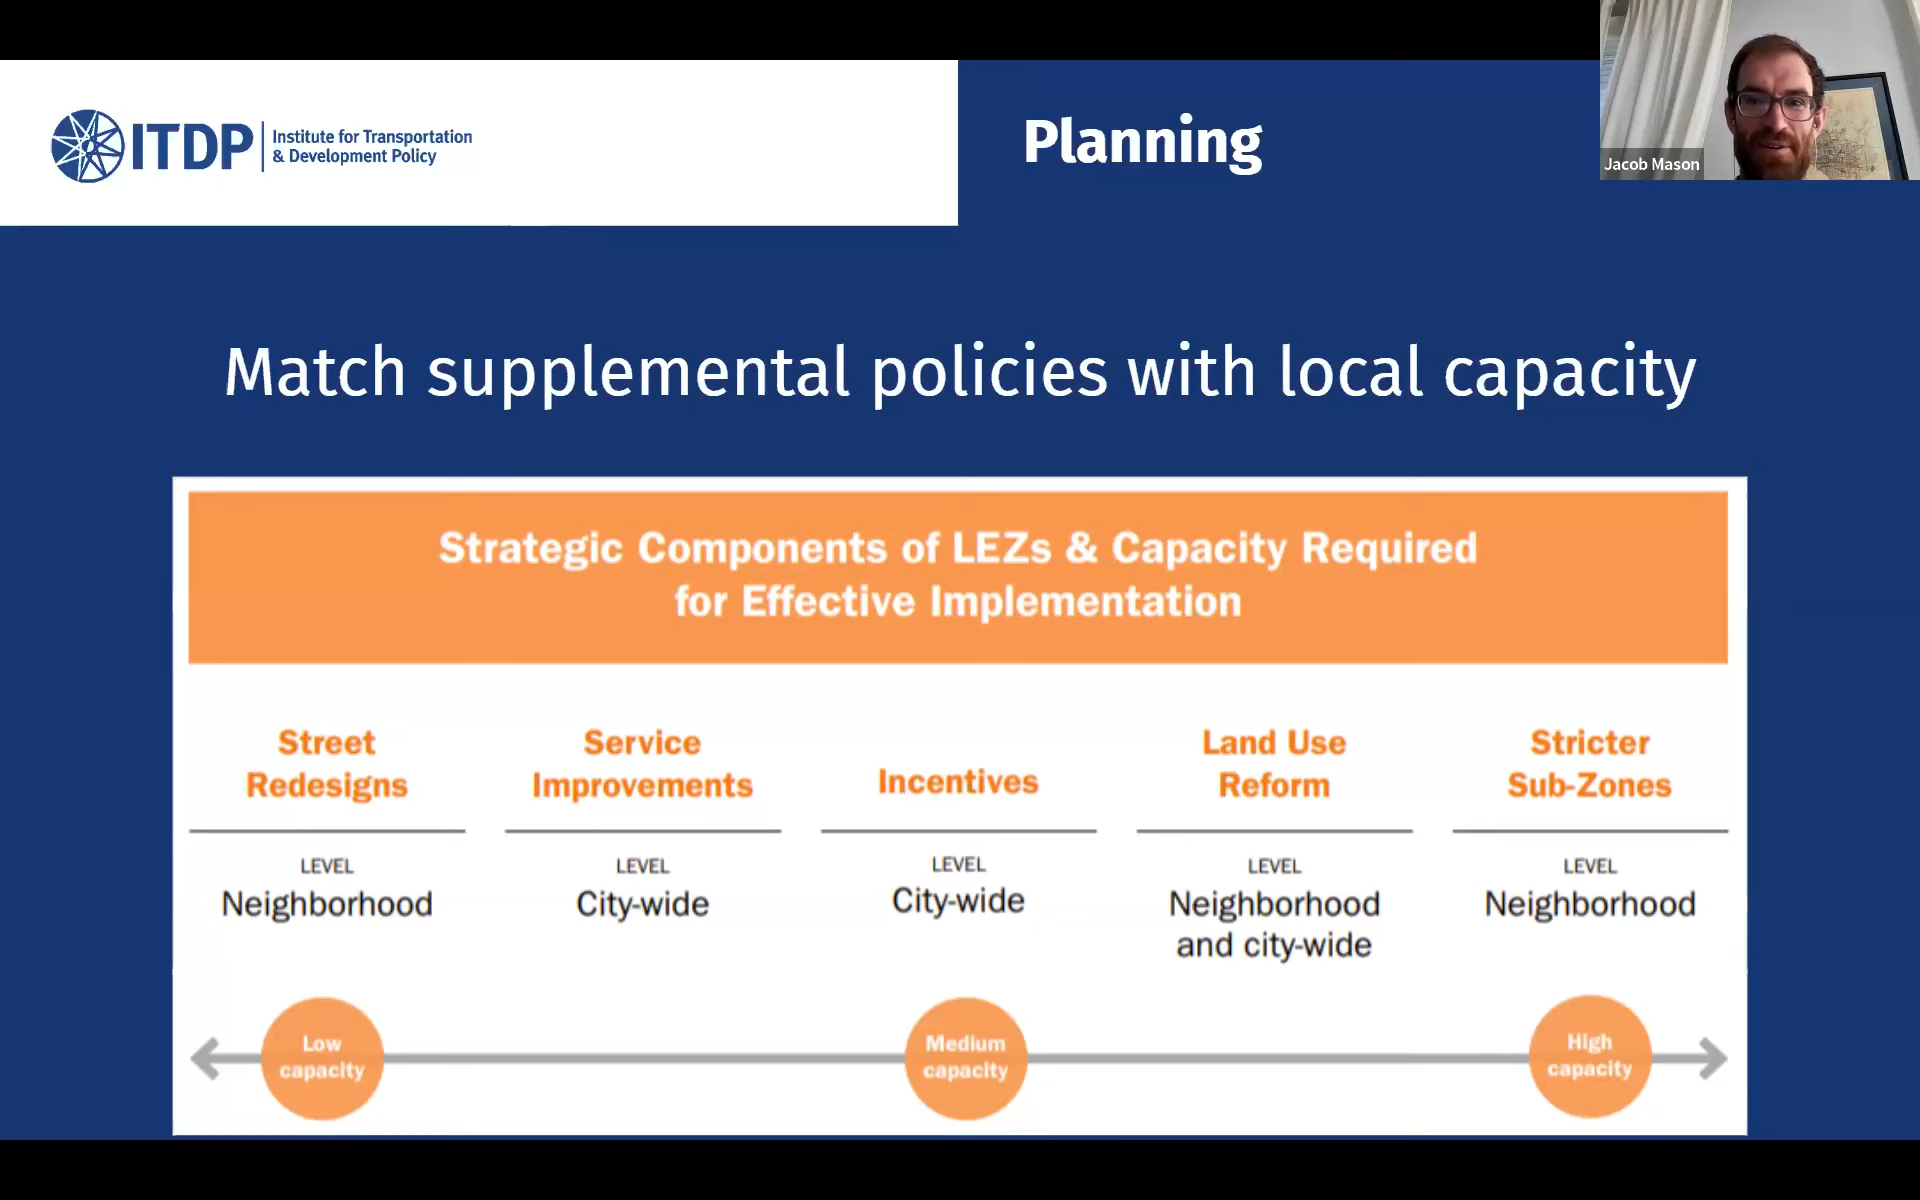 ITDP
Institute for Transportation
& Development Policy
Planning
Jacob Mason
Match supplemental policies with local capacity
Strategic Components of LEZs & Capacity Required
for Effective Implementation
Street
Redesigns
LEVEL
Neighborhood
Service
Improvements
LEVEL
City-wide
Incentives
LEVEL
City-wide
Land Use
Reform
LEVEL
Neighborhood
and city-wide
Stricter
Sub-Zones
LEVEL
Neighborhood
Low
capacity
Medium
capacity
High
capacity